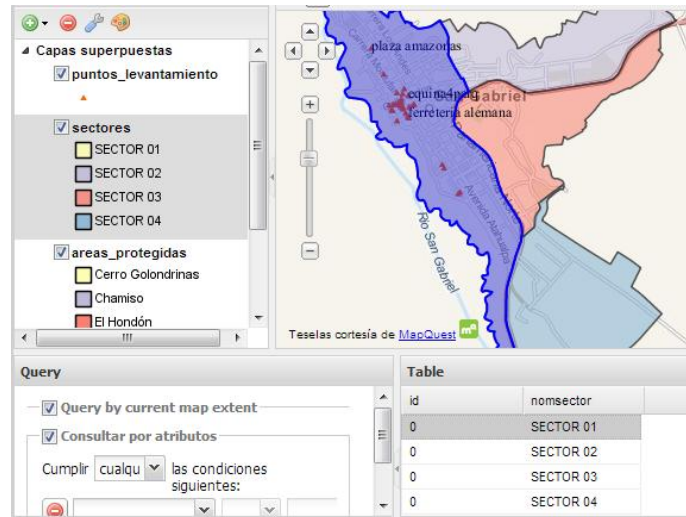 Capas superpuestas
puntos_levantamiento
sectores
SECTOR 01
SECTOR 02
SECTOR 03
SECTOR 04
areas_protegidas
Cerro Golondrinas
Chamiso
El Hondón
plaza amazonas
San Gabriel
ferreteria alemana
Avenida Atahualpa
Río San Gabriel
Teselas cortesía de MapQuest
Query
Query by current map extent
Consultar por atributos
Cumplir cualqu las condiciones
siguientes:
Table
id nomsector
0 SECTOR 01
0 SECTOR 02
0 SECTOR 03
0 SECTOR 04